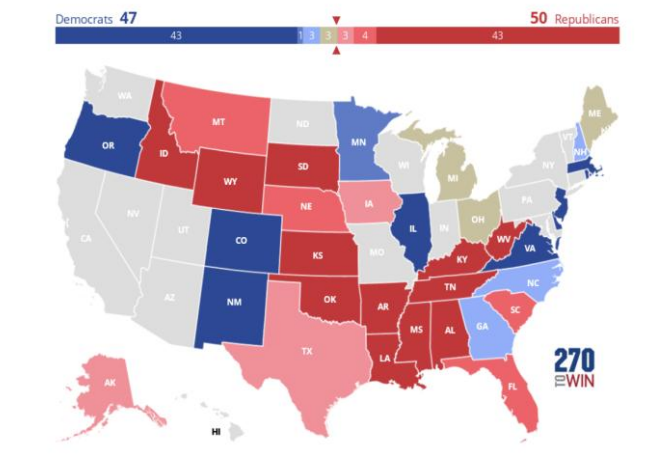 Democrats 47 50 Republicans
43 1 3 3 3 4 43
WA
MT
ND
MN
ME
VT
NH
OR
ID
SD
WI
NY
MI
WY
IA
NE
PA
NV
UT
CO
IL
IN
OH
WV
VA
CA
KS
MO
KY
NC
AZ
NM
OK
AR
TN
SC
MS
AL
GA
TX
LA
FL
AK
HI
270
TO WIN